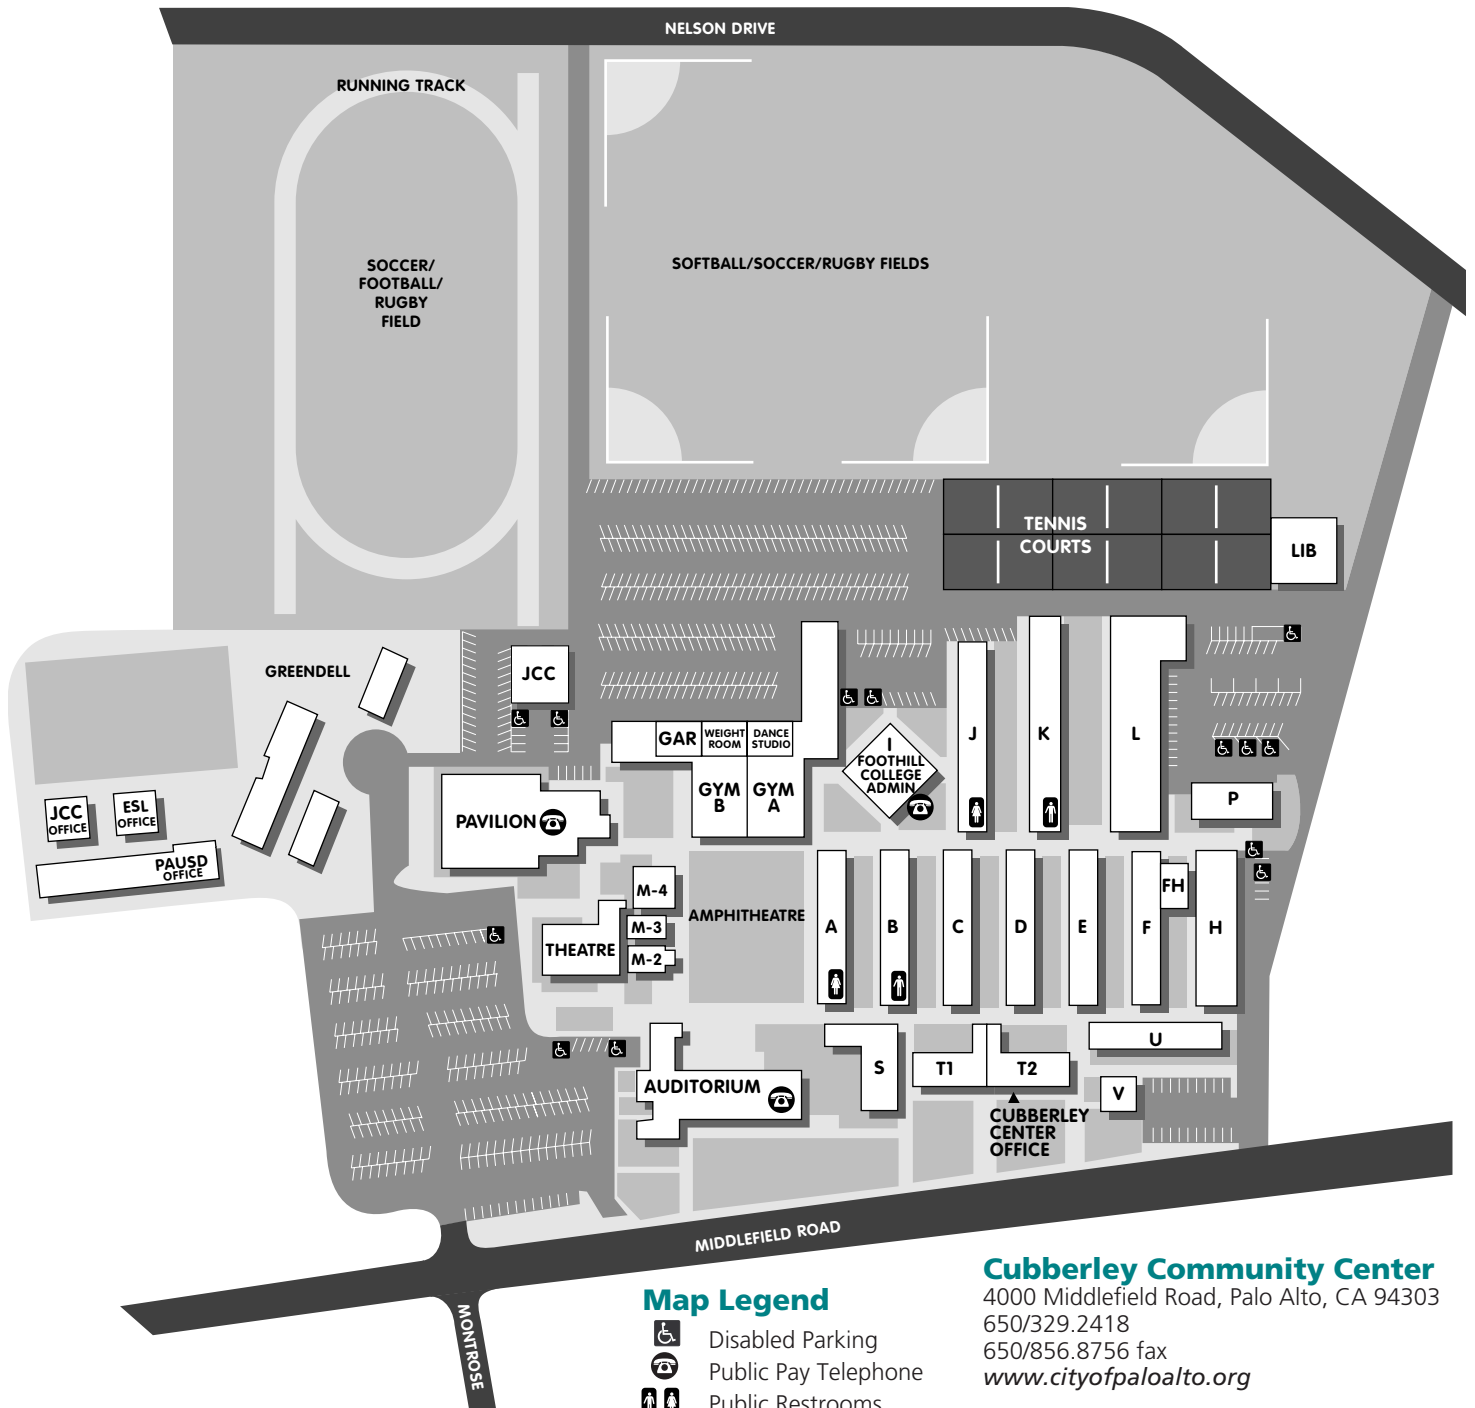 NELSON DRIVE
RUNNING TRACK
SOCCER/
FOOTBALL/
RUGBY
FIELD
SOFTBALL/SOCCER/RUGBY FIELDS
TENNIS
COURTS
LIB
GREENDELL
JCC
GAR
WEIGHT
ROOM
DANCE
STUDIO
GYM
B
GYM
A
I
FOOTHILL
COLLEGE
ADMIN
J
K
L
P
JCC
OFFICE
ESL
OFFICE
PAUSD
OFFICE
PAVILION
M-4
M-3
M-2
THEATRE
AMPHITHEATRE
A
B
C
D
E
F
FH
H
AUDITORIUM
S
T1
T2
U
V
CUBBERLEY
CENTER
OFFICE
MIDDLEFIELD ROAD
MONTROSE
Map Legend
Disabled Parking
Public Pay Telephone
Public Restrooms
Cubberley Community Center
4000 Middlefield Road, Palo Alto, CA 94303
650/329.2418
650/856.8756 fax
www.cityofpaloalto.org